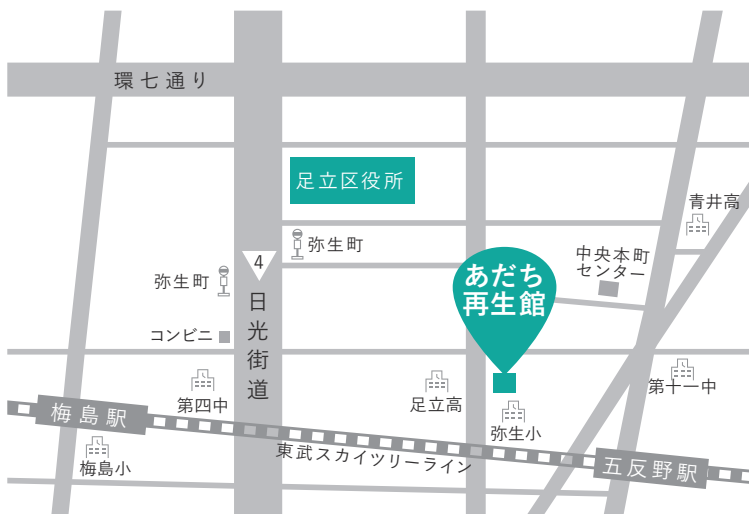 環七通り
足立区役所
青井高
弥生町
中央本町
センター
4
弥生町
あだち
再生館
日光街道
コンビニ
第四中
足立高
第十一中
梅島駅
弥生小
東武スカイツリーライン
梅島小
五反野駅